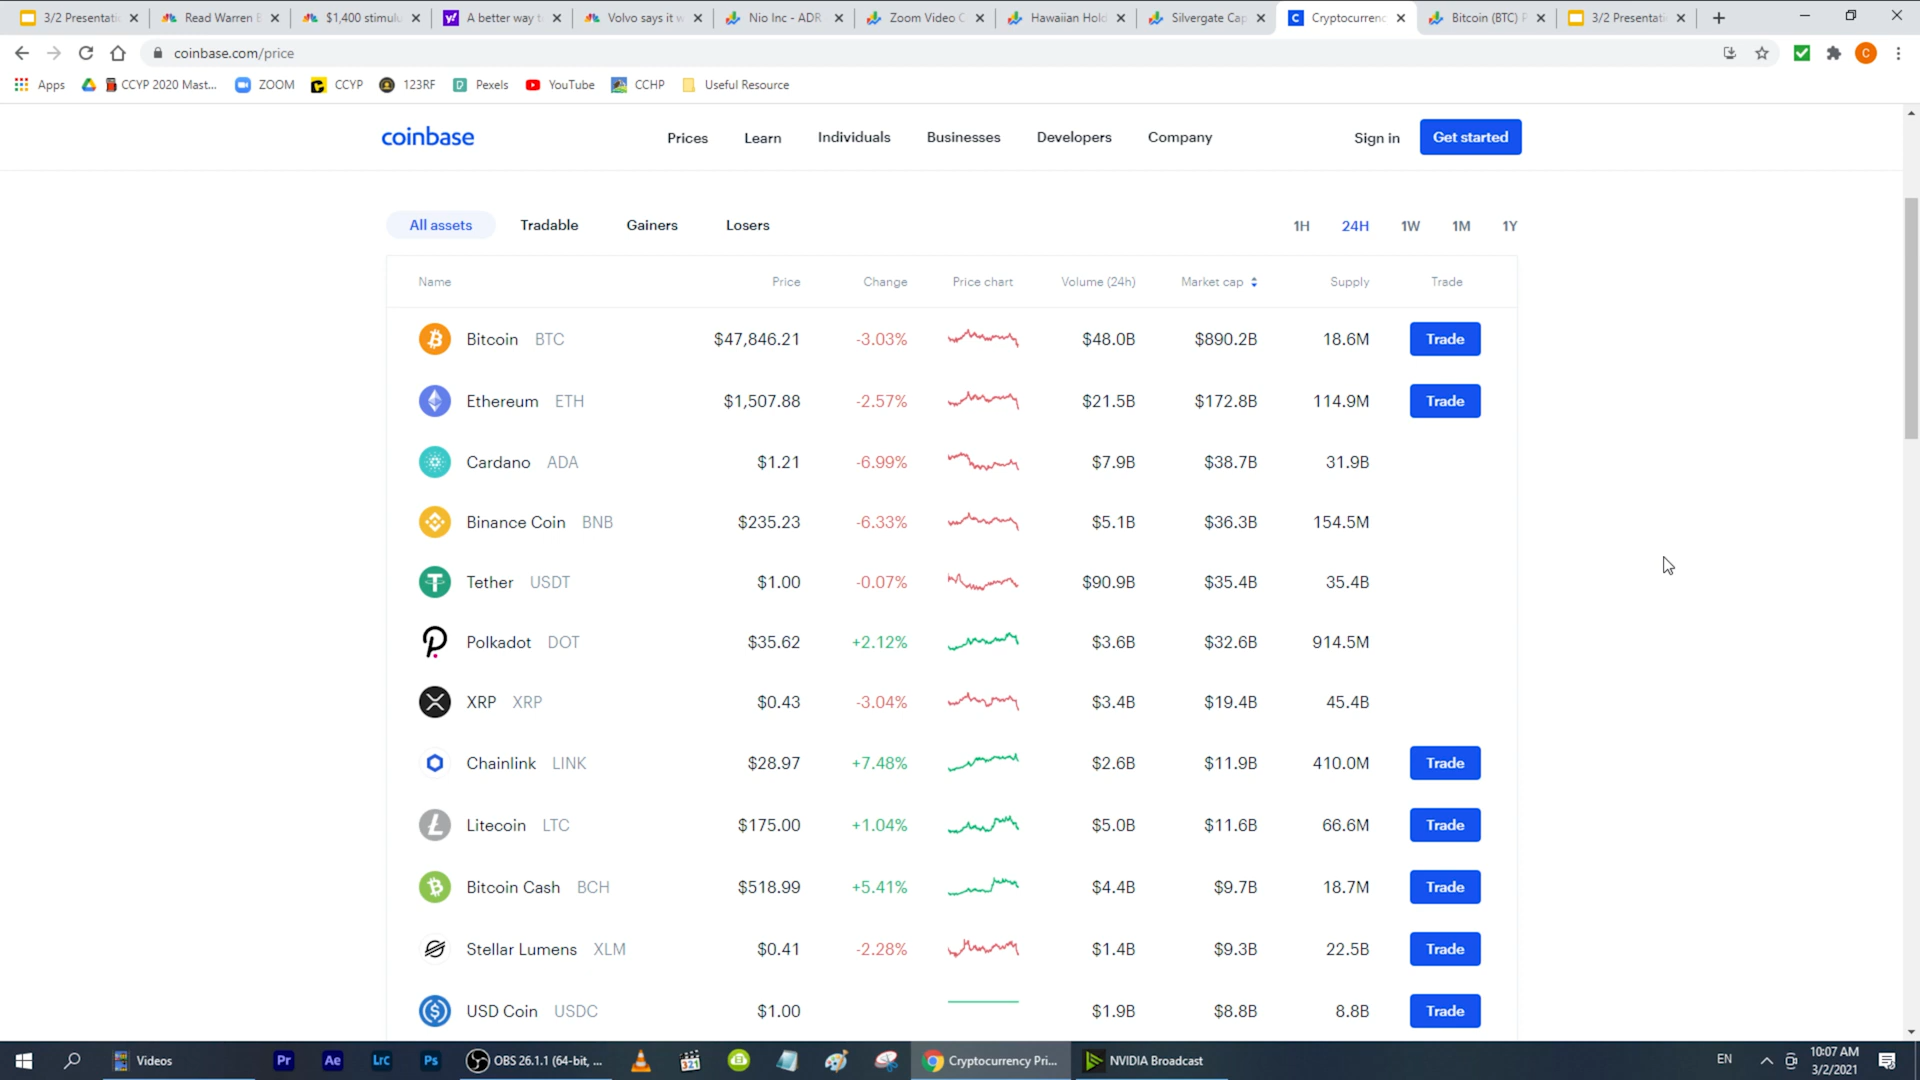 3/2 Presentati
Read Warren B
$1,400 stimulu
A better way t
Volvo says it w
Nio Inc - ADR
Zoom Video C
Hawaiian Hold
Silvergate Cap
Cryptocurrenc
Bitcoin (BTC) P
3/2 Presentati
coinbase.com/price
C
Apps
CCYP 2020 Mast...
ZOOM
CCYP
123RF
Pexels
YouTube
CCHP
Useful Resource
coinbase
Prices
Learn
Individuals
Businesses
Developers
Company
Sign in
Get started
All assets
Tradable
Gainers
Losers
1H
24H
1W
1M
1Y
Name Price Change Price chart Volume (24h) Market cap Supply Trade
Bitcoin BTC $47,846.21 -3.03% $48.0B $890.2B 18.6M Trade
Ethereum ETH $1,507.88 -2.57% $21.5B $172.8B 114.9M Trade
Cardano ADA $1.21 -6.99% $7.9B $38.7B 31.9B
Binance Coin BNB $235.23 -6.33% $5.1B $36.3B 154.5M
Tether USDT $1.00 -0.07% $90.9B $35.4B 35.4B
Polkadot DOT $35.62 +2.12% $3.6B $32.6B 914.5M
XRP XRP $0.43 -3.04% $3.4B $19.4B 45.4B
Chainlink LINK $28.97 +7.48% $2.6B $11.9B 410.0M Trade
Litecoin LTC $175.00 +1.04% $5.0B $11.6B 66.6M Trade
Bitcoin Cash BCH $518.99 +5.41% $4.4B $9.7B 18.7M Trade
Stellar Lumens XLM $0.41 -2.28% $1.4B $9.3B 22.5B Trade
USD Coin USDC $1.00 $1.9B $8.8B 8.8B Trade
Videos
Pr
Ae
Lrc
Ps
OBS 26.1.1 (64-bit, ...
Cryptocurrency Pri...
NVIDIA Broadcast
EN
10:07 AM
3/2/2021